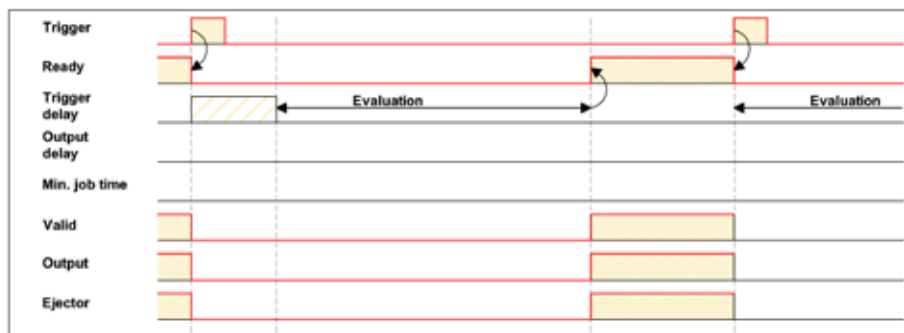 Trigger
Ready
Trigger
delay
Evaluation
Evaluation
Output
delay
Min. job time
Valid
Output
Ejector